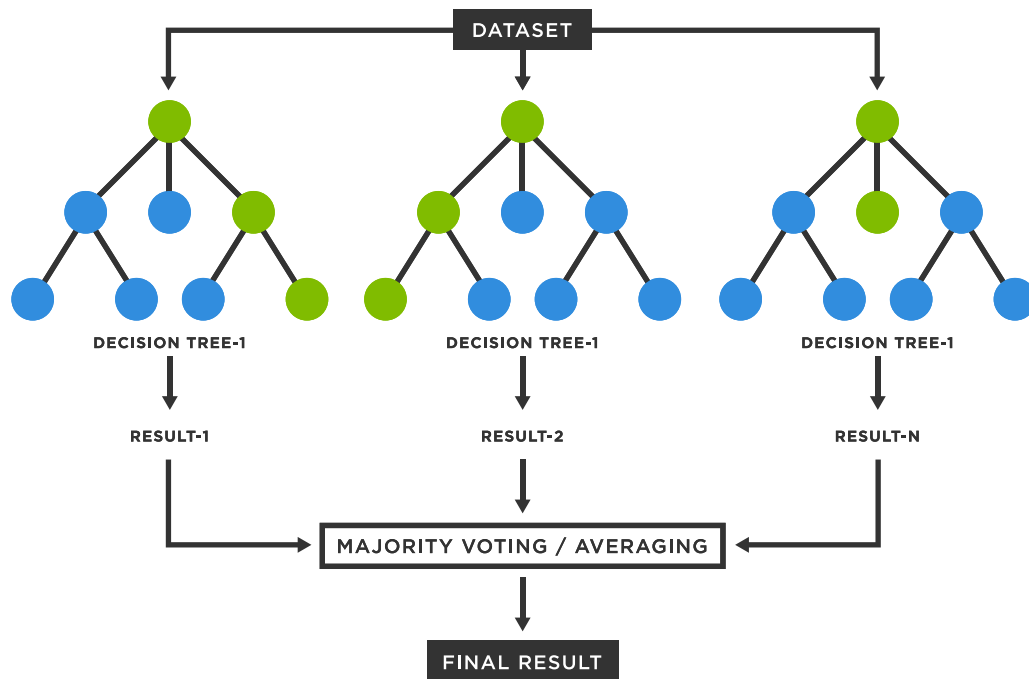 DATASET
DECISION TREE-1
DECISION TREE-1
DECISION TREE-1
RESULT-1
RESULT-2
RESULT-N
MAJORITY VOTING / AVERAGING
FINAL RESULT